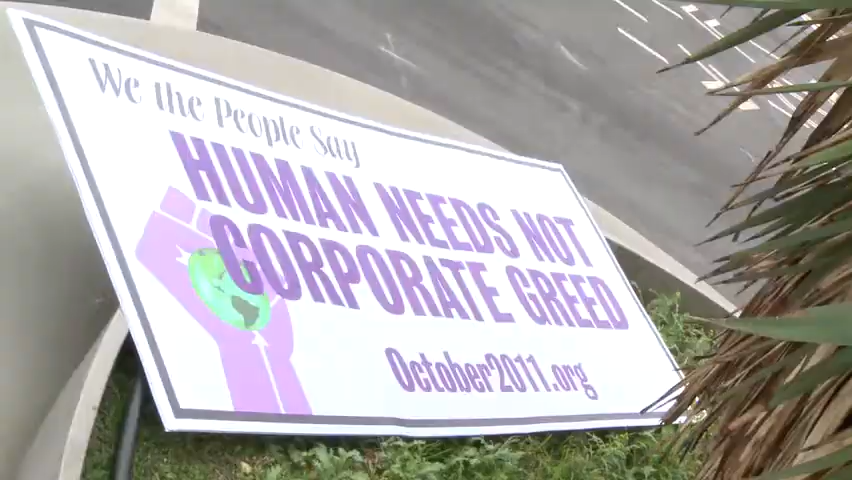 We the People Say
HUMAN NEEDS NOT
CORPORATE GREED
October2011.org